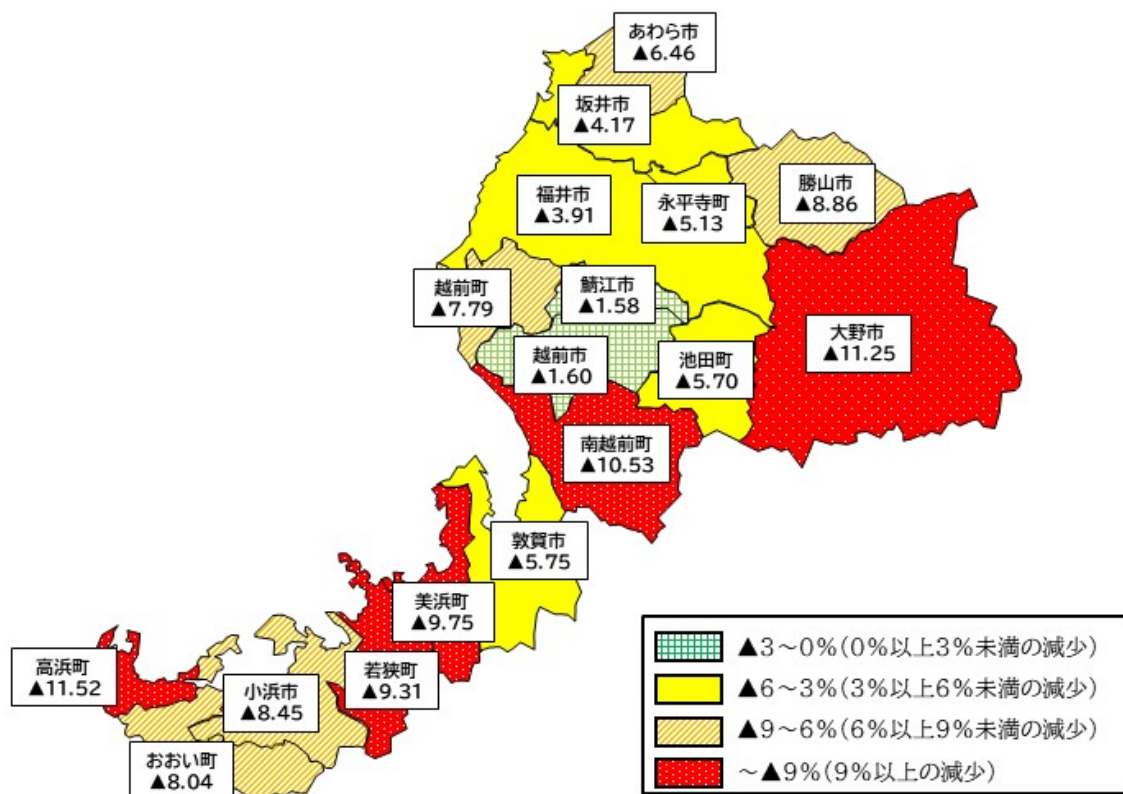 あわら市
▲6.46
坂井市
▲4.17
福井市
▲3.91
永平寺町
▲5.13
勝山市
▲8.86
越前町
▲7.79
鯖江市
▲1.58
越前市
▲1.60
池田町
▲5.70
大野市
▲11.25
南越前町
▲10.53
敦賀市
▲5.75
美浜町
▲9.75
若狭町
▲9.31
高浜町
▲11.52
小浜市
▲8.45
おおい町
▲8.04
▲3～0％(0％以上3％未満の減少)
▲6～3％(3％以上6％未満の減少)
▲9～6％(6％以上9％未満の減少)
～▲9％(9％以上の減少)